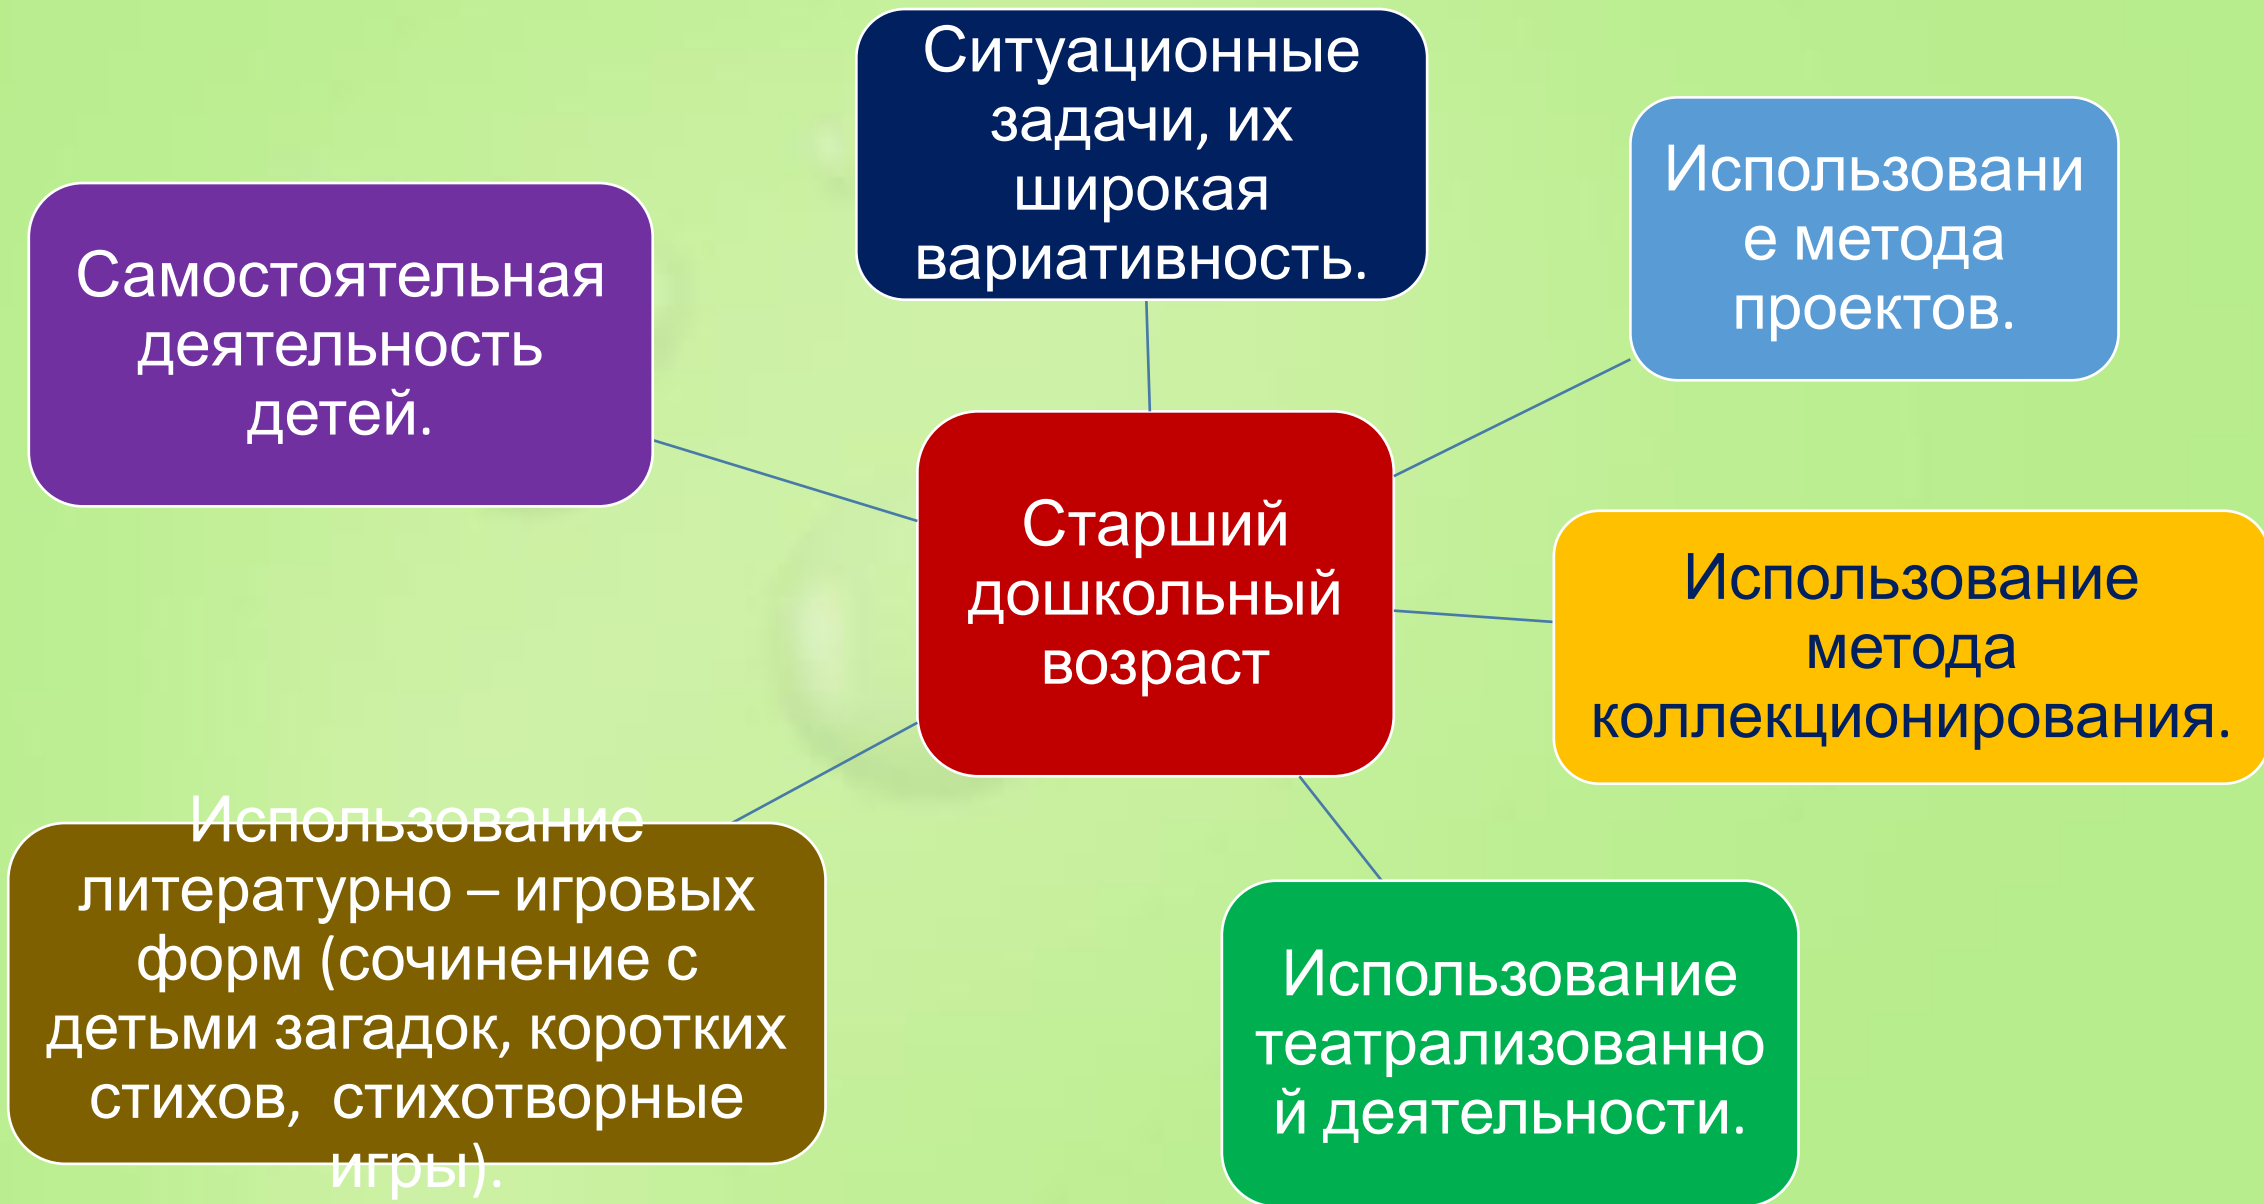 Ситуационные
задачи, их
широкая
вариативность.
Использовани
е метода
проектов.
Самостоятельная
деятельность
детей.
Старший
дошкольный
возраст
Использование
метода
коллекционирования.
Использование
литературно – игровых
форм (сочинение с
детьми загадок, коротких
стихов,  стихотворные
игры).
Использование
театрализованно
й деятельности.